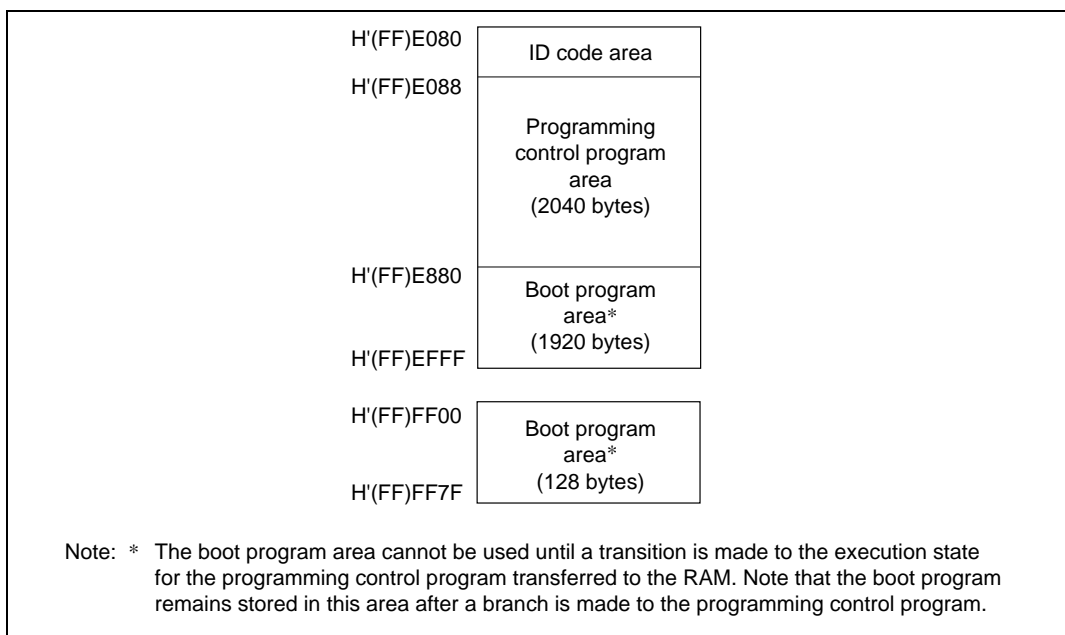 H'(FF)E080
ID code area
H'(FF)E088
Programming
control program
area
(2040 bytes)
H'(FF)E880
Boot program
area*
(1920 bytes)
H'(FF)EFFF
H'(FF)FF00
Boot program
area*
(128 bytes)
H'(FF)FF7F
Note: * The boot program area cannot be used until a transition is made to the execution state
for the programming control program transferred to the RAM. Note that the boot program
remains stored in this area after a branch is made to the programming control program.